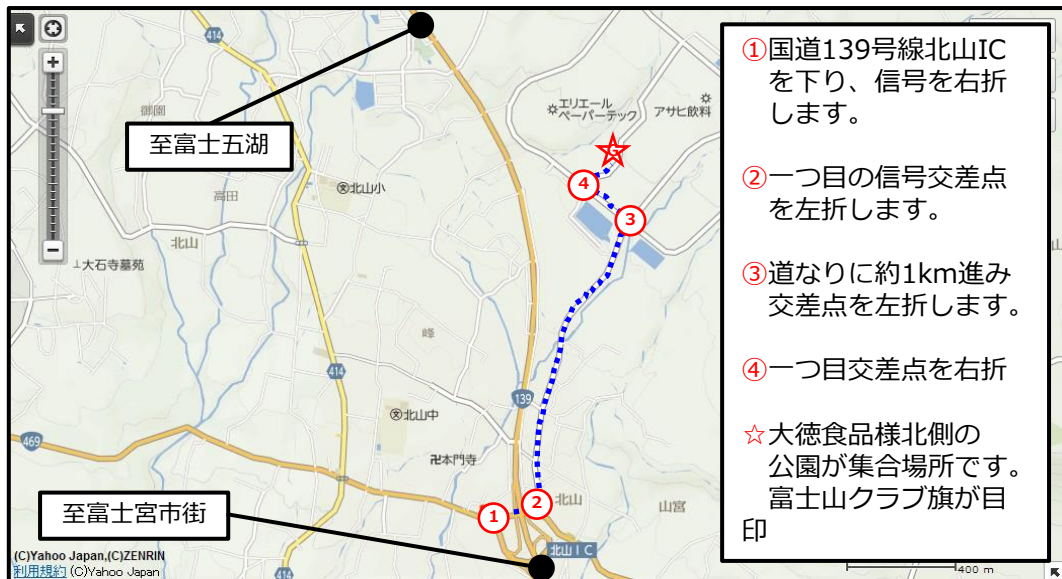 414
御園
至富士五湖
高田
北山小
北山
⊥大石寺墓苑
エリエール
ペーパーテック
アサヒ飲料
G
4
3
峰
414
139
北山中
469
卍本門寺
2
北山
1
山宮
至富士宮市街
北山IC
(C)Yahoo Japan,(C)ZENRIN
利用規約 (C)Yahoo Japan
400 m
山
①国道139号線北山IC
を下り、信号を右折
します。
②一つ目の信号交差点
を左折します。
③道なりに約1km進み
交差点を左折します。
④一つ目交差点を右折
☆大徳食品様北側の
公園が集合場所です。
富士山クラブ旗が目
印